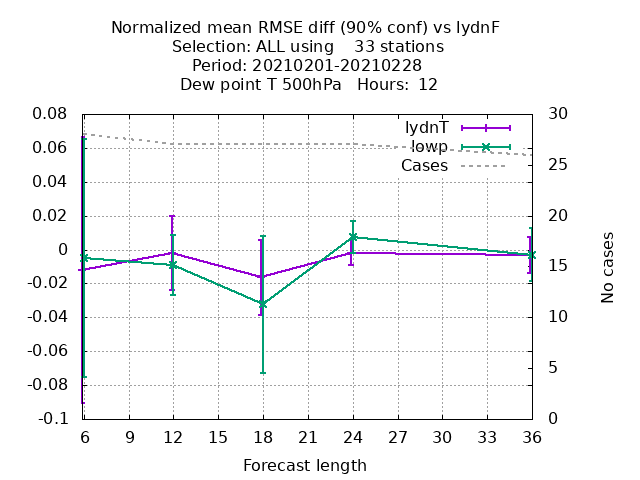 Normalized mean RMSE diff (90% conf) vs lydnF
Selection: ALL using    33 stations
Period: 20210201-20210228
Dew point T 500hPa   Hours:  12
lydnT
lowp
Cases
0.08
0.06
0.04
0.02
0
-0.02
-0.04
-0.06
-0.08
-0.1
30
25
20
15
10
5
0
No cases
6 9 12 15 18 21 24 27 30 33 36
Forecast length